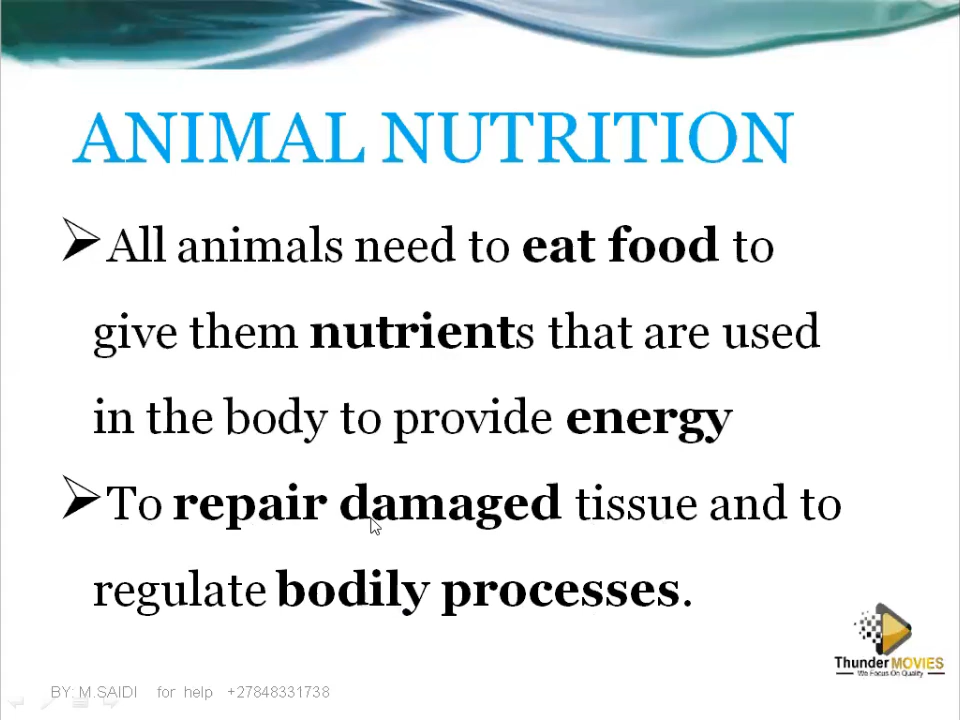 ANIMAL NUTRITION
All animals need to eat food to
give them nutrients that are used
in the body to provide energy
To repair damaged tissue and to
regulate bodily processes.
Thunder MOVIES
We Focus On Quality
BY: M.SAIDI for help +27848331738